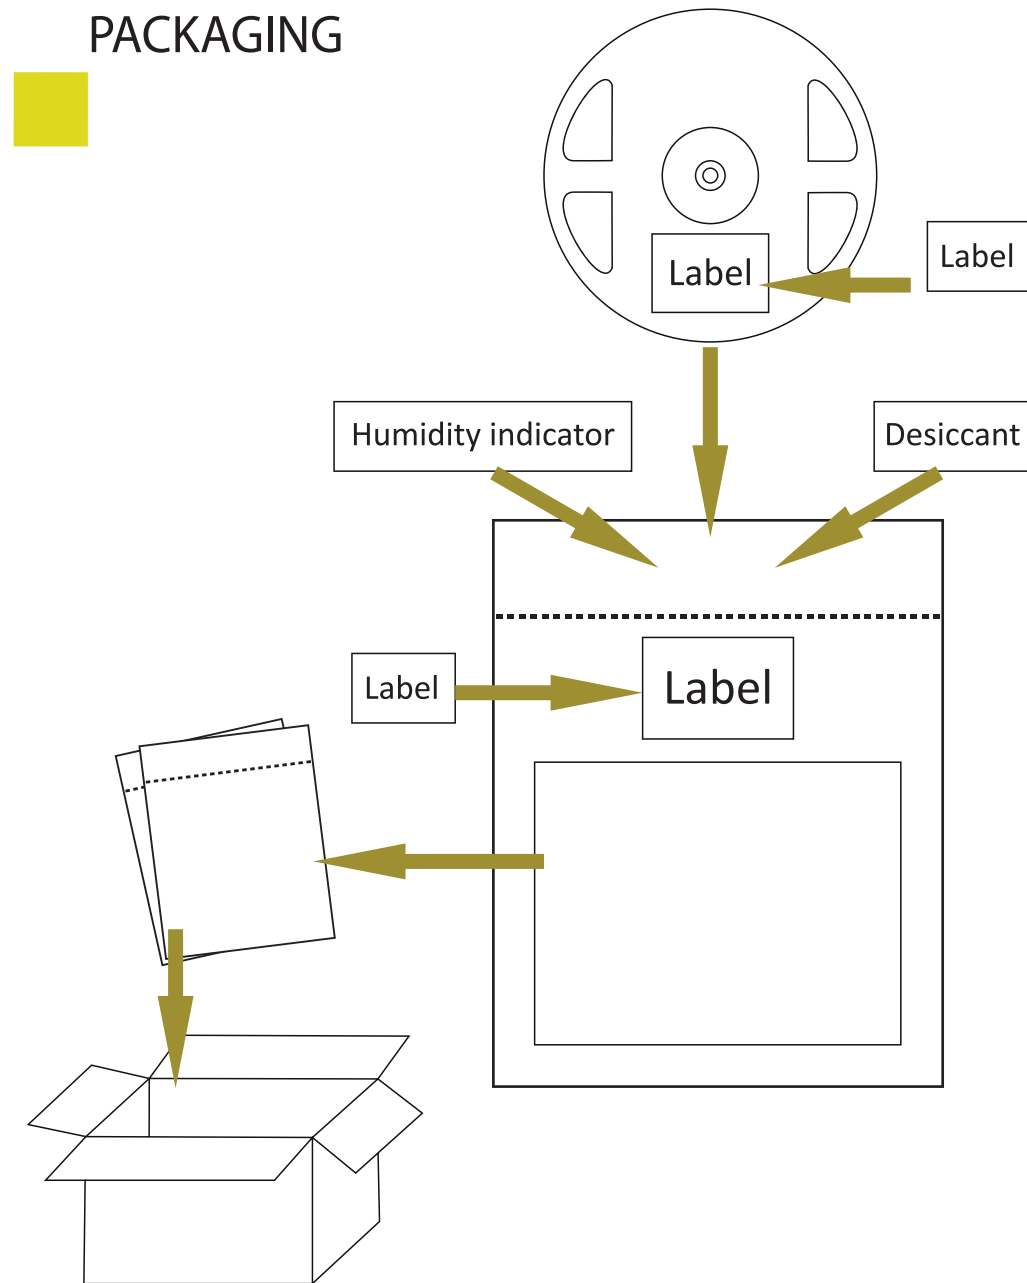 PACKAGING
Label
Label
Humidity indicator
Desiccant
Label
Label